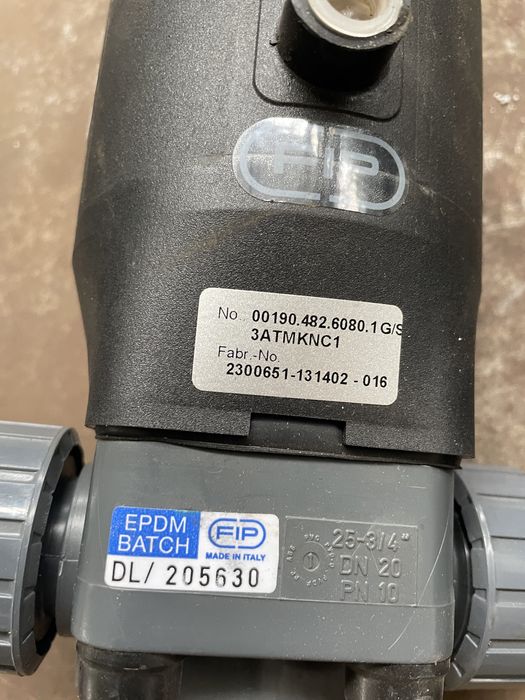 FIP
No. 00190.482.6080.1G/S
3ATMKNC1
Fabr.-No.
2300651-131402 - 016
EPDM
BATCH
FIP
MADE IN ITALY
DL/ 205630
25-3/4"
DN 20
PN 10